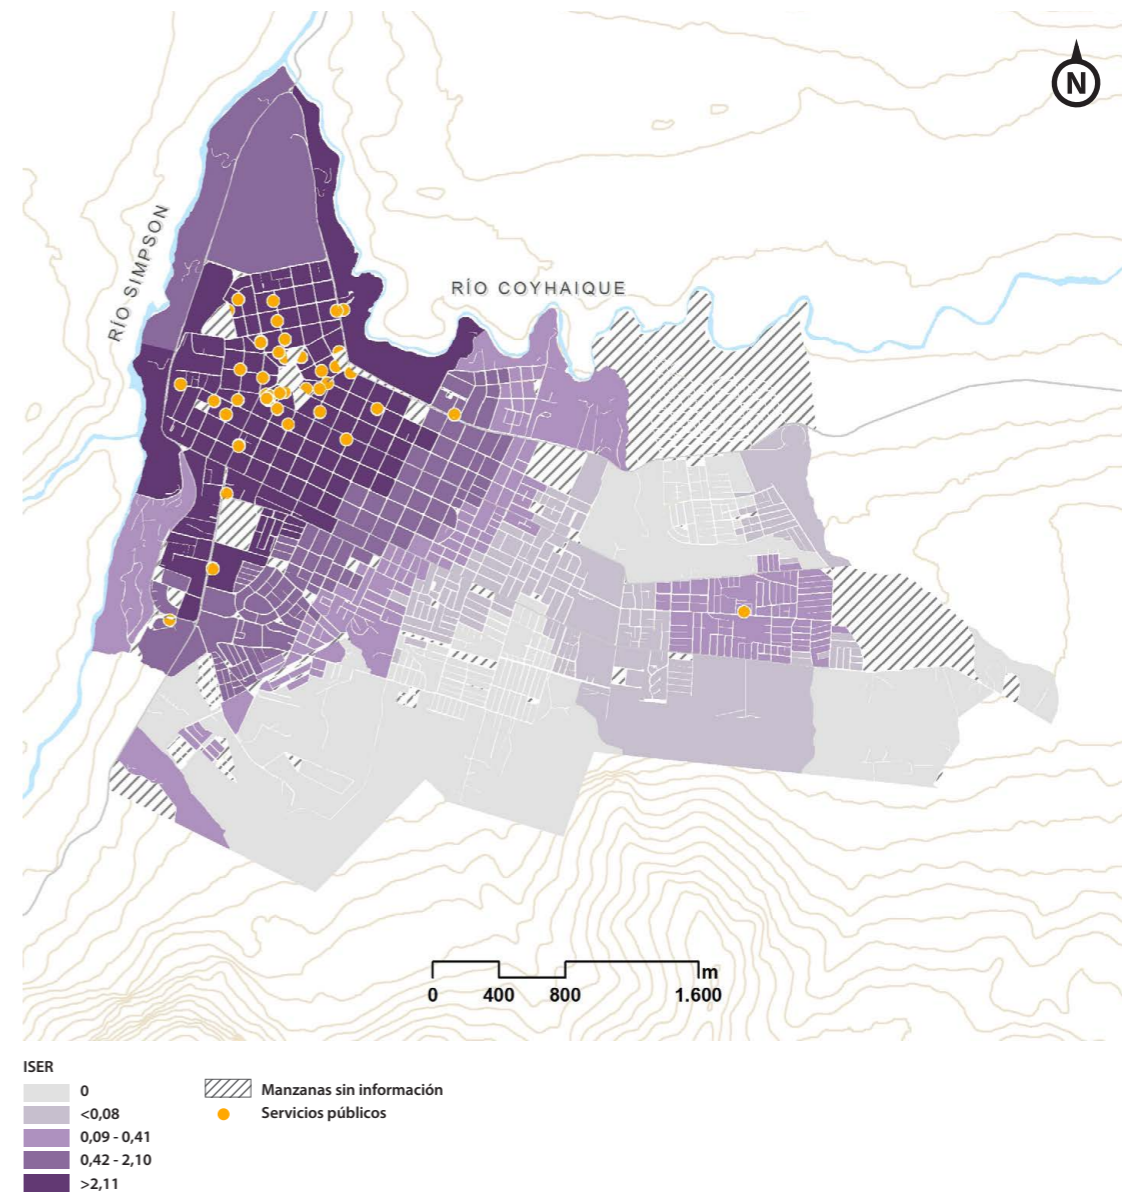 N
RÍO SIMPSON
RÍO COYHAIQUE
m
0 400 800 1.600
ISER
0
<0,08
0,09 - 0,41
0,42 - 2,10
>2,11
Manzanas sin información
Servicios públicos